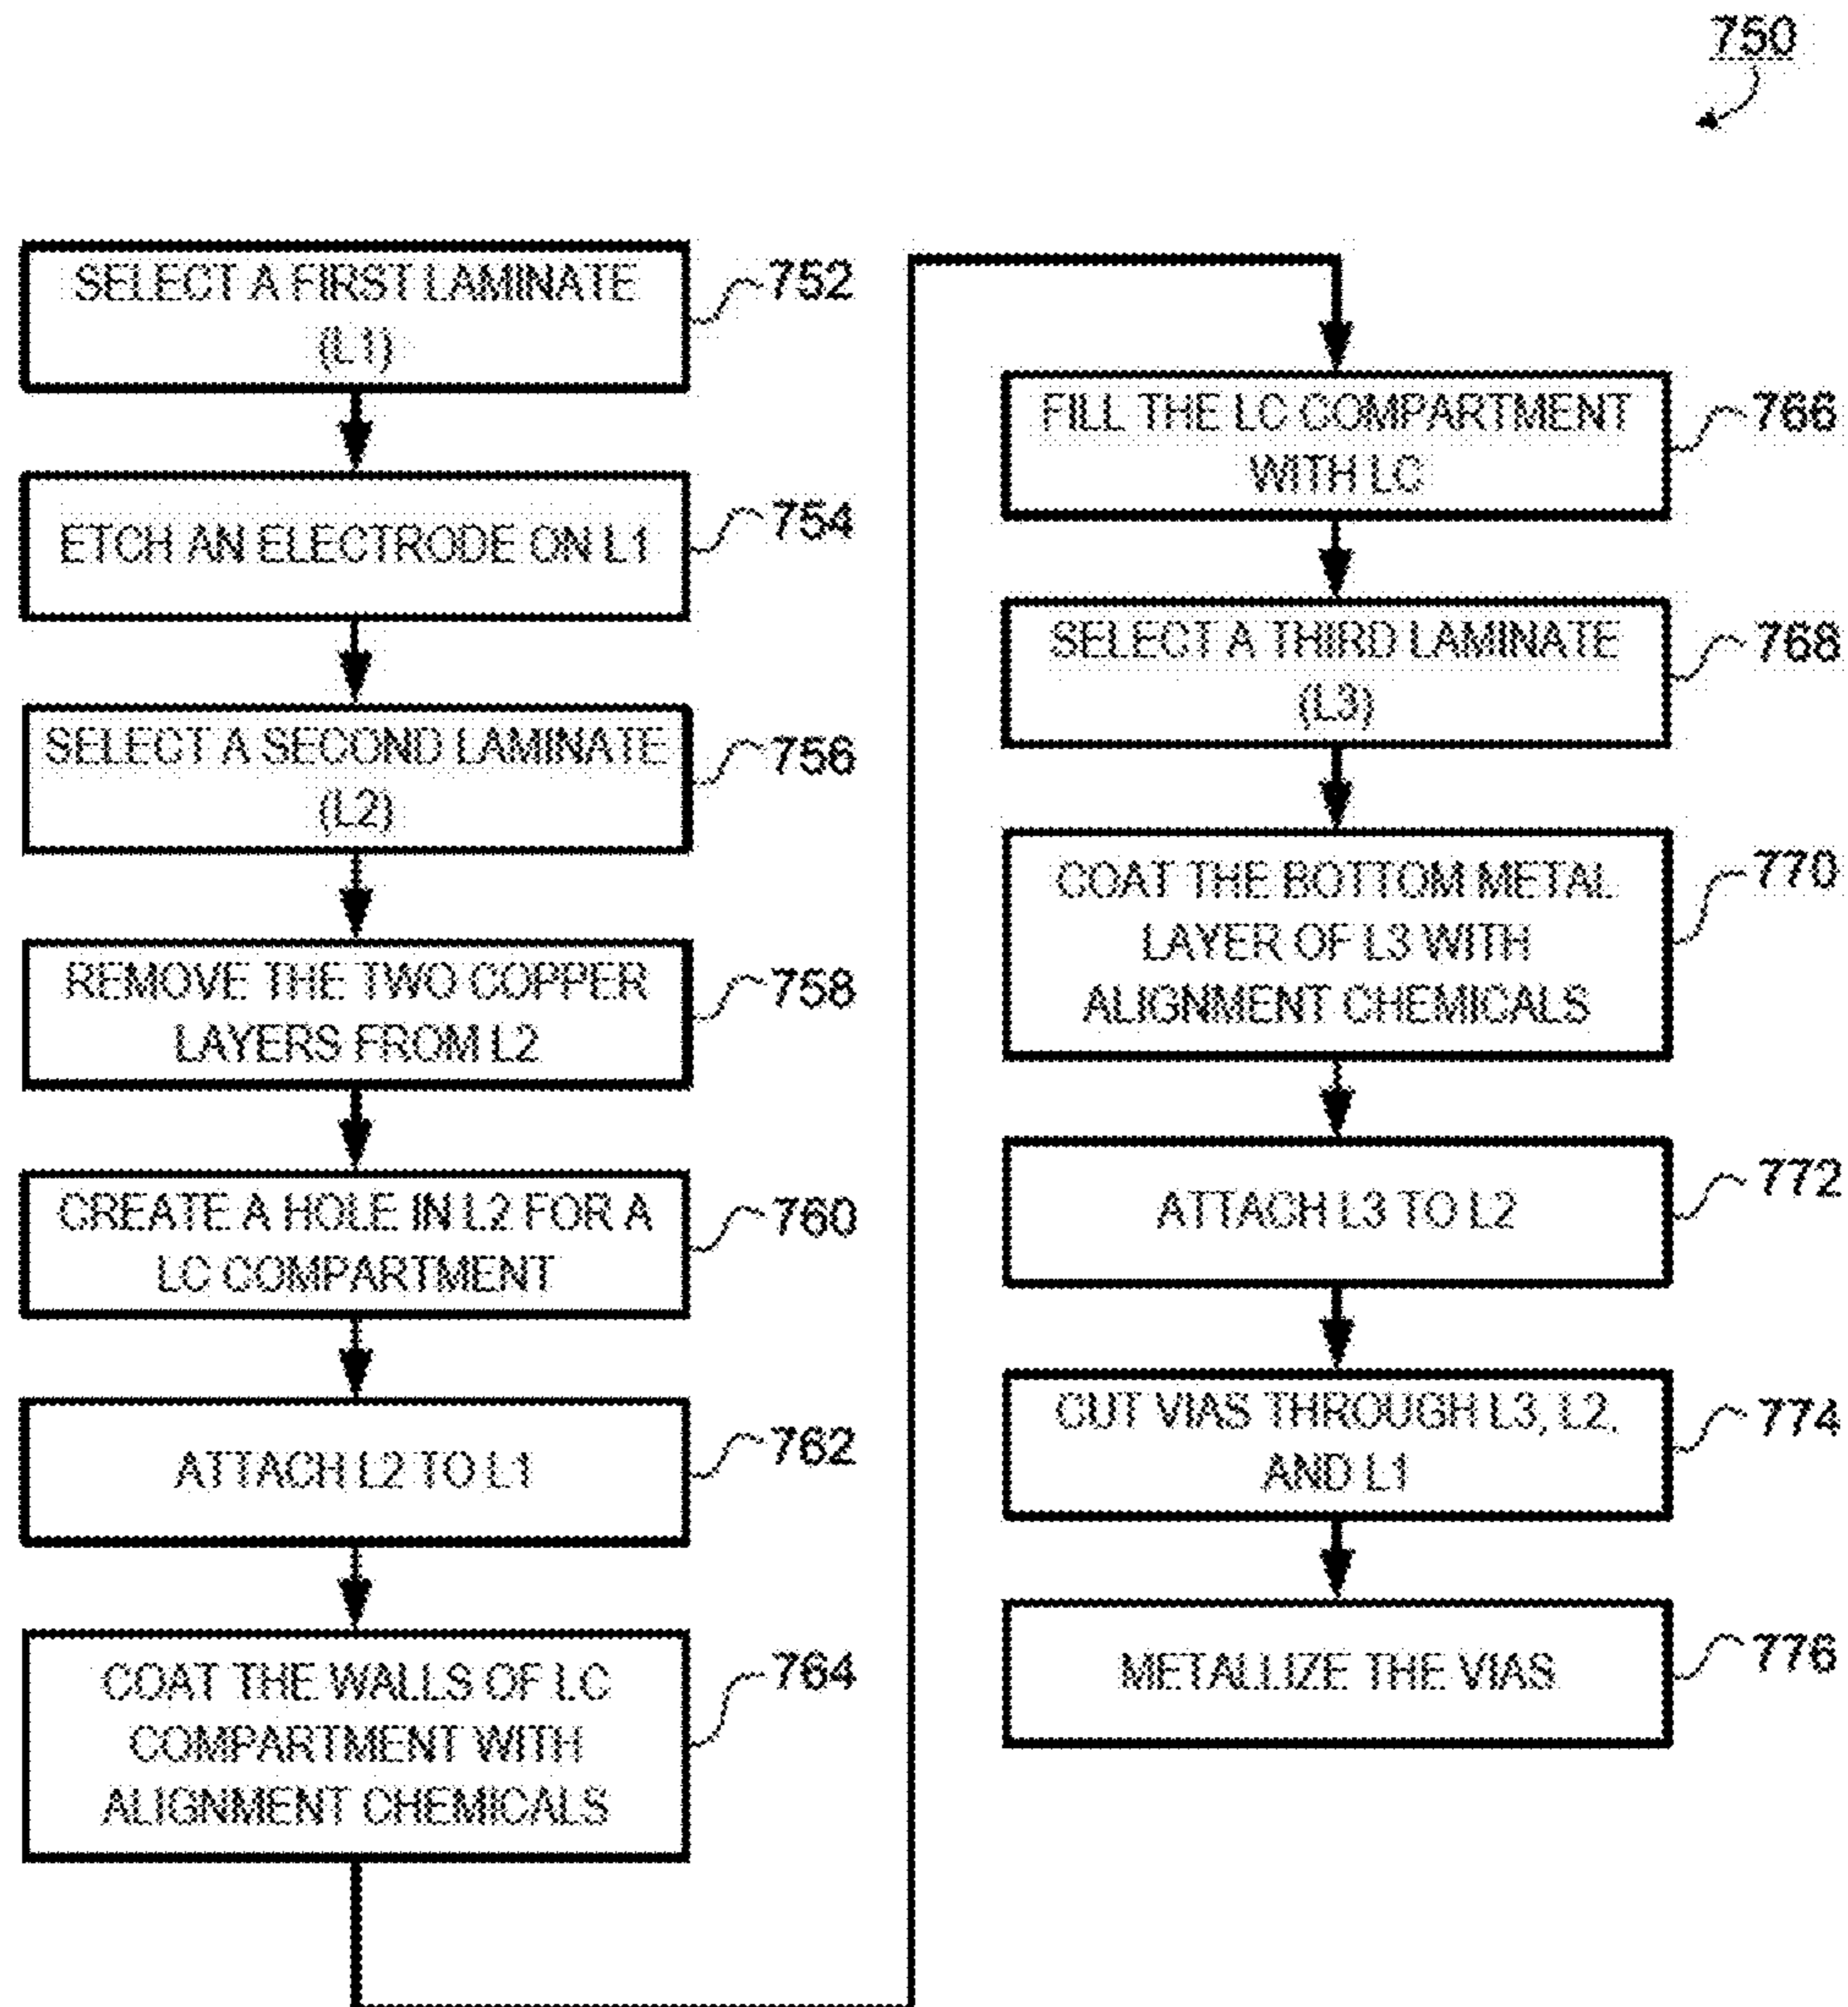 750
SELECT A FIRST LAMINATE
(L1)
752
ETCH AN ELECTRODE ON L1
754
SELECT A SECOND LAMINATE
(L2)
756
REMOVE THE TWO COPPER
LAYERS FROM L2
758
CREATE A HOLE IN L2 FOR A
LC COMPARTMENT
760
ATTACH L2 TO L1
762
COAT THE WALLS OF LC
COMPARTMENT WITH
ALIGNMENT CHEMICALS
764
FILL THE LC COMPARTMENT
WITH LC
766
SELECT A THIRD LAMINATE
(L3)
768
COAT THE BOTTOM METAL
LAYER OF L3 WITH
ALIGNMENT CHEMICALS
770
ATTACH L3 TO L2
772
CUT VIAS THROUGH L3, L2,
AND L1
774
METALLIZE THE VIAS
776